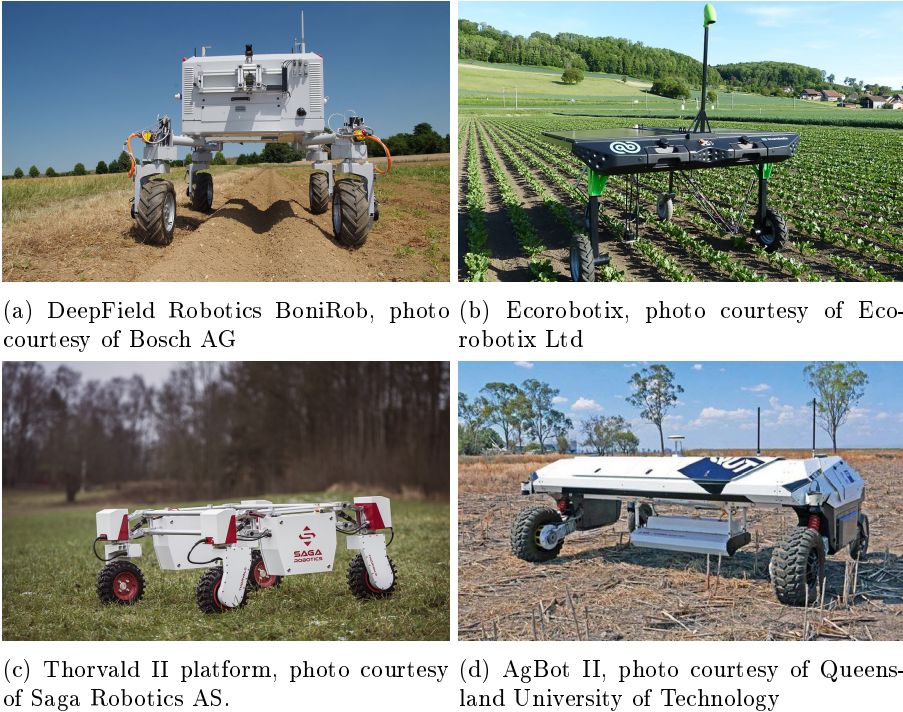 SAGA
ROBOTICS
(a) DeepField Robotics BoniRob, photo
courtesy of Bosch AG
(b) Ecorobotix, photo courtesy of Eco-
robotix Ltd
(c) Thorvald II platform, photo courtesy
of Saga Robotics AS.
(d) AgBot II, photo courtesy of Queens-
land University of Technology